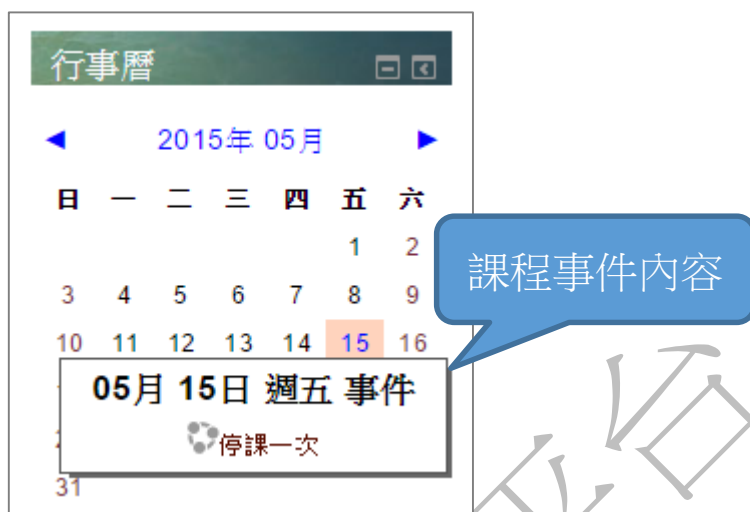 行事曆
2015年 05月
日 一 二 三 四 五 六
1 2
3 4 5 6 7 8 9
10 11 12 13 14 15 16
31
課程事件內容
05月 15日 週五 事件
停課一次
平台